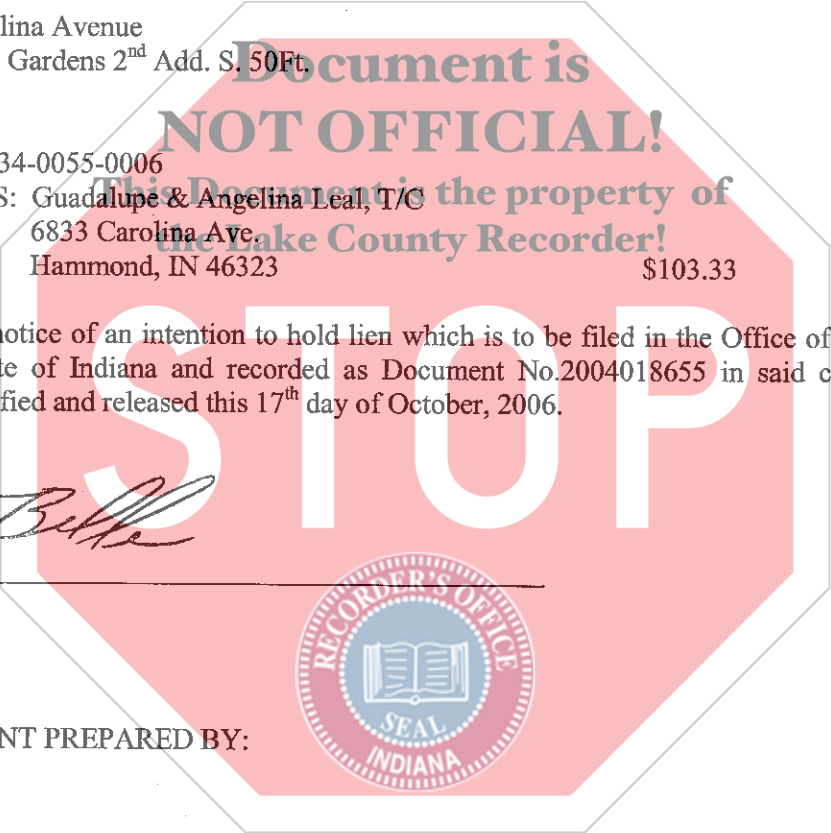 lina Avenue
Gardens 2nd Add. S. 50Ft.
Document is
NOT OFFICIAL!
34-0055-0006
This Document is the property of
S: Guadalupe & Angelina Leal, T/C
6833 Carolina Ave.
the Lake County Recorder!
Hammond, IN 46323 $103.33
notice of an intention to hold lien which is to be filed in the Office of
te of Indiana and recorded as Document No.2004018655 in said c
fied and released this 17th day of October, 2006.
STOP
RECORDER'S OFFICE
SEAL
INDIANA
NT PREPARED BY: